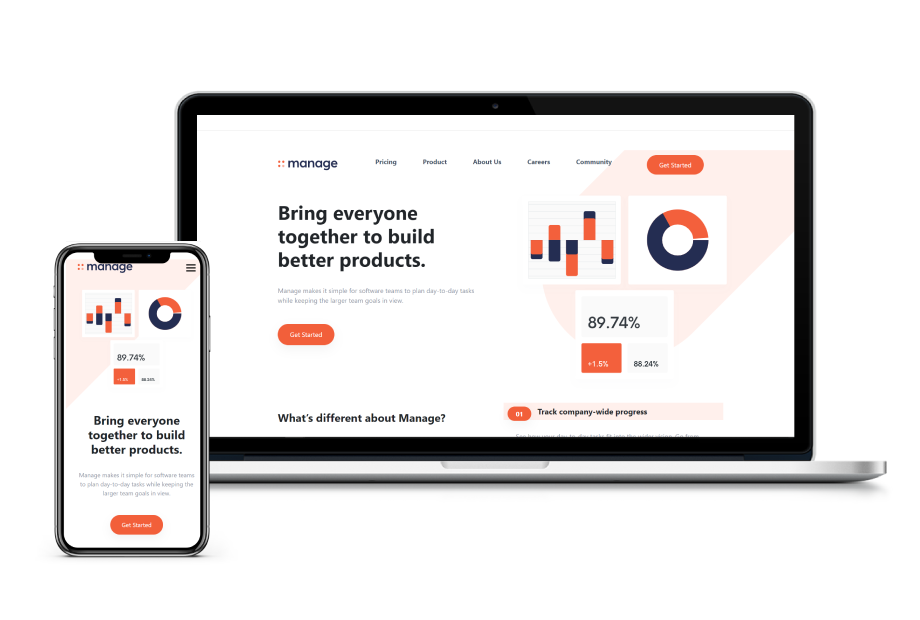 manage
Pricing
Product
About Us
Careers
Community
Get Started
Bring everyone
together to build
better products.
Manage makes it simple for software teams to plan day-to-day tasks
while keeping the larger team goals in view.
Get Started
89.74%
+1.5%
88.24%
What's different about Manage?
01
Track company-wide progress
manage
89.74%
+1.5%
88.24%
Bring everyone
together to build
better products.
Manage makes it simple for software teams
to plan day-to-day tasks while keeping the
larger team goals in view.
Get Started